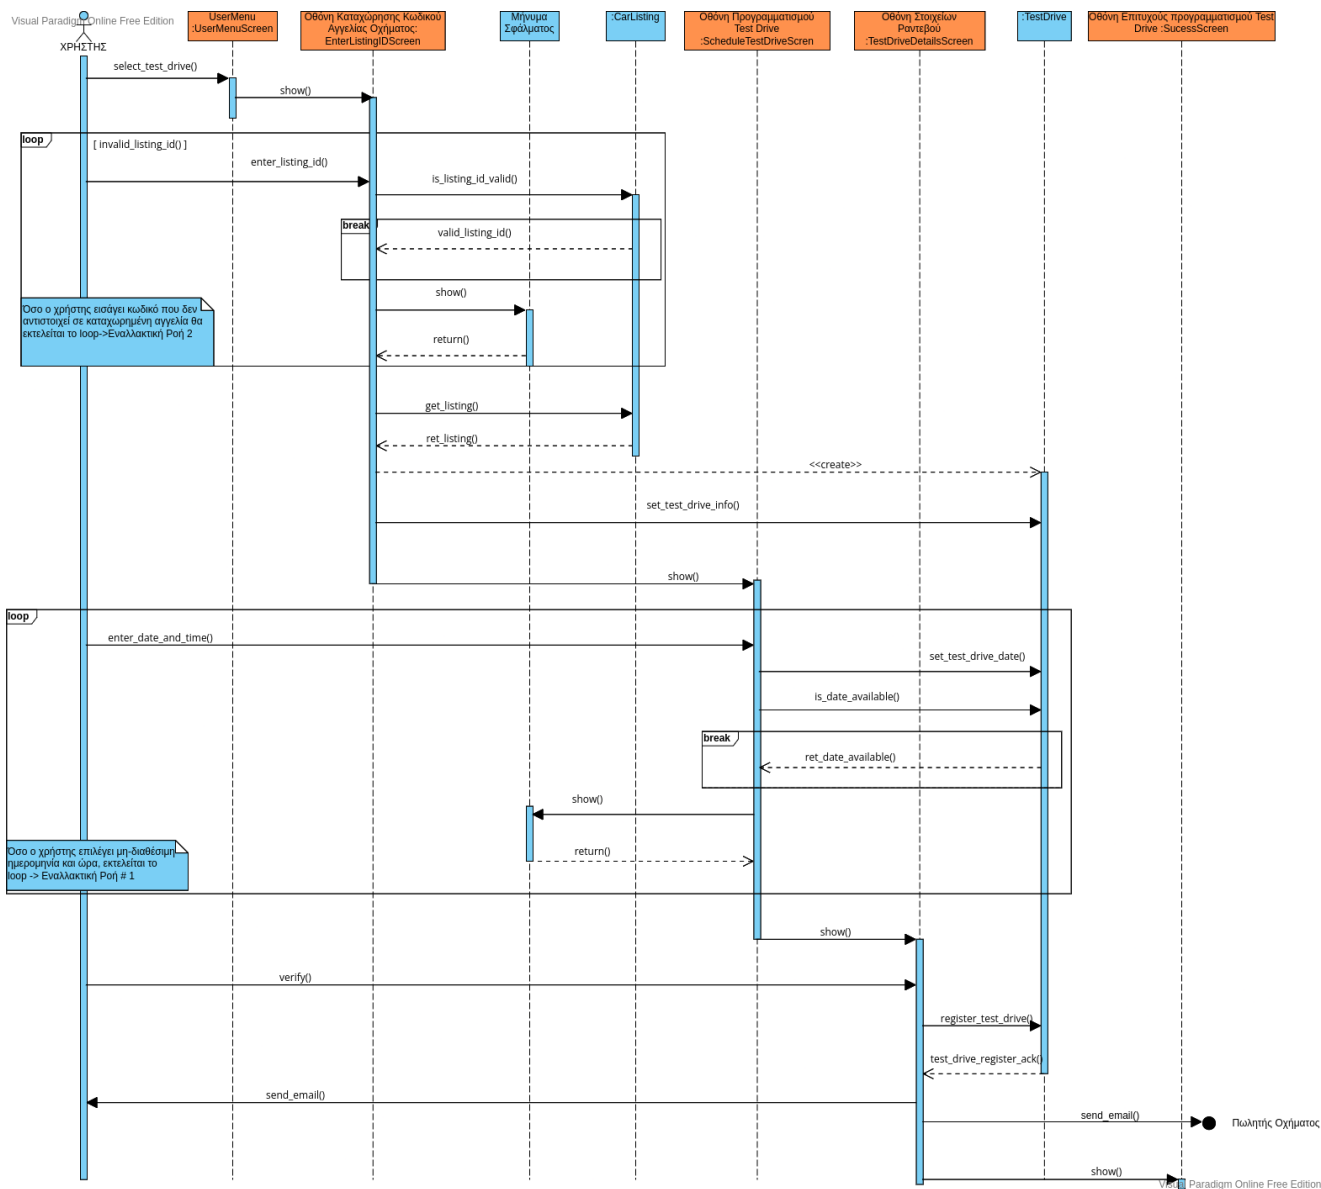 Visual Paradigm Online Free Edition
ΧΡΗΣΤΗΣ
UserMenu
:UserMenuScreen
Οθόνη Καταχώρησης Κωδικού
Αγγελίας Οχήματος:
EnterListingIDScreen
Μήνυμα
Σφάλματος
:CarListing
Οθόνη Προγραμματισμού
Test Drive
:ScheduleTestDriveScren
Οθόνη Στοιχείων
Ραντεβού
:TestDriveDetailsScreen
:TestDrive
Οθόνη Επιτυχούς προγραμματισμού Test
Drive :SucessScreen
select_test_drive()
show()
loop
[ invalid_listing_id() ]
enter_listing_id()
is_listing_id_valid()
break
valid_listing_id()
show()
Όσο ο χρήστης εισάγει κωδικό που δεν
αντιστοιχεί σε καταχωρημένη αγγελία θα
εκτελείται το loop->Εναλλακτική Ροή 2
return()
get_listing()
ret_listing()
<<create>>
set_test_drive_info()
show()
loop
enter_date_and_time()
set_test_drive_date()
is_date_available()
break
ret_date_available()
show()
return()
Όσο ο χρήστης επιλέγει μη-διαθέσιμη
ημερομηνία και ώρα, εκτελείται το
loop -> Εναλλακτική Ροή # 1
show()
verify()
register_test_drive()
test_drive_register_ack()
send_email()
send_email()
Πωλητής Οχήματος
show()
Visual Paradigm Online Free Edition